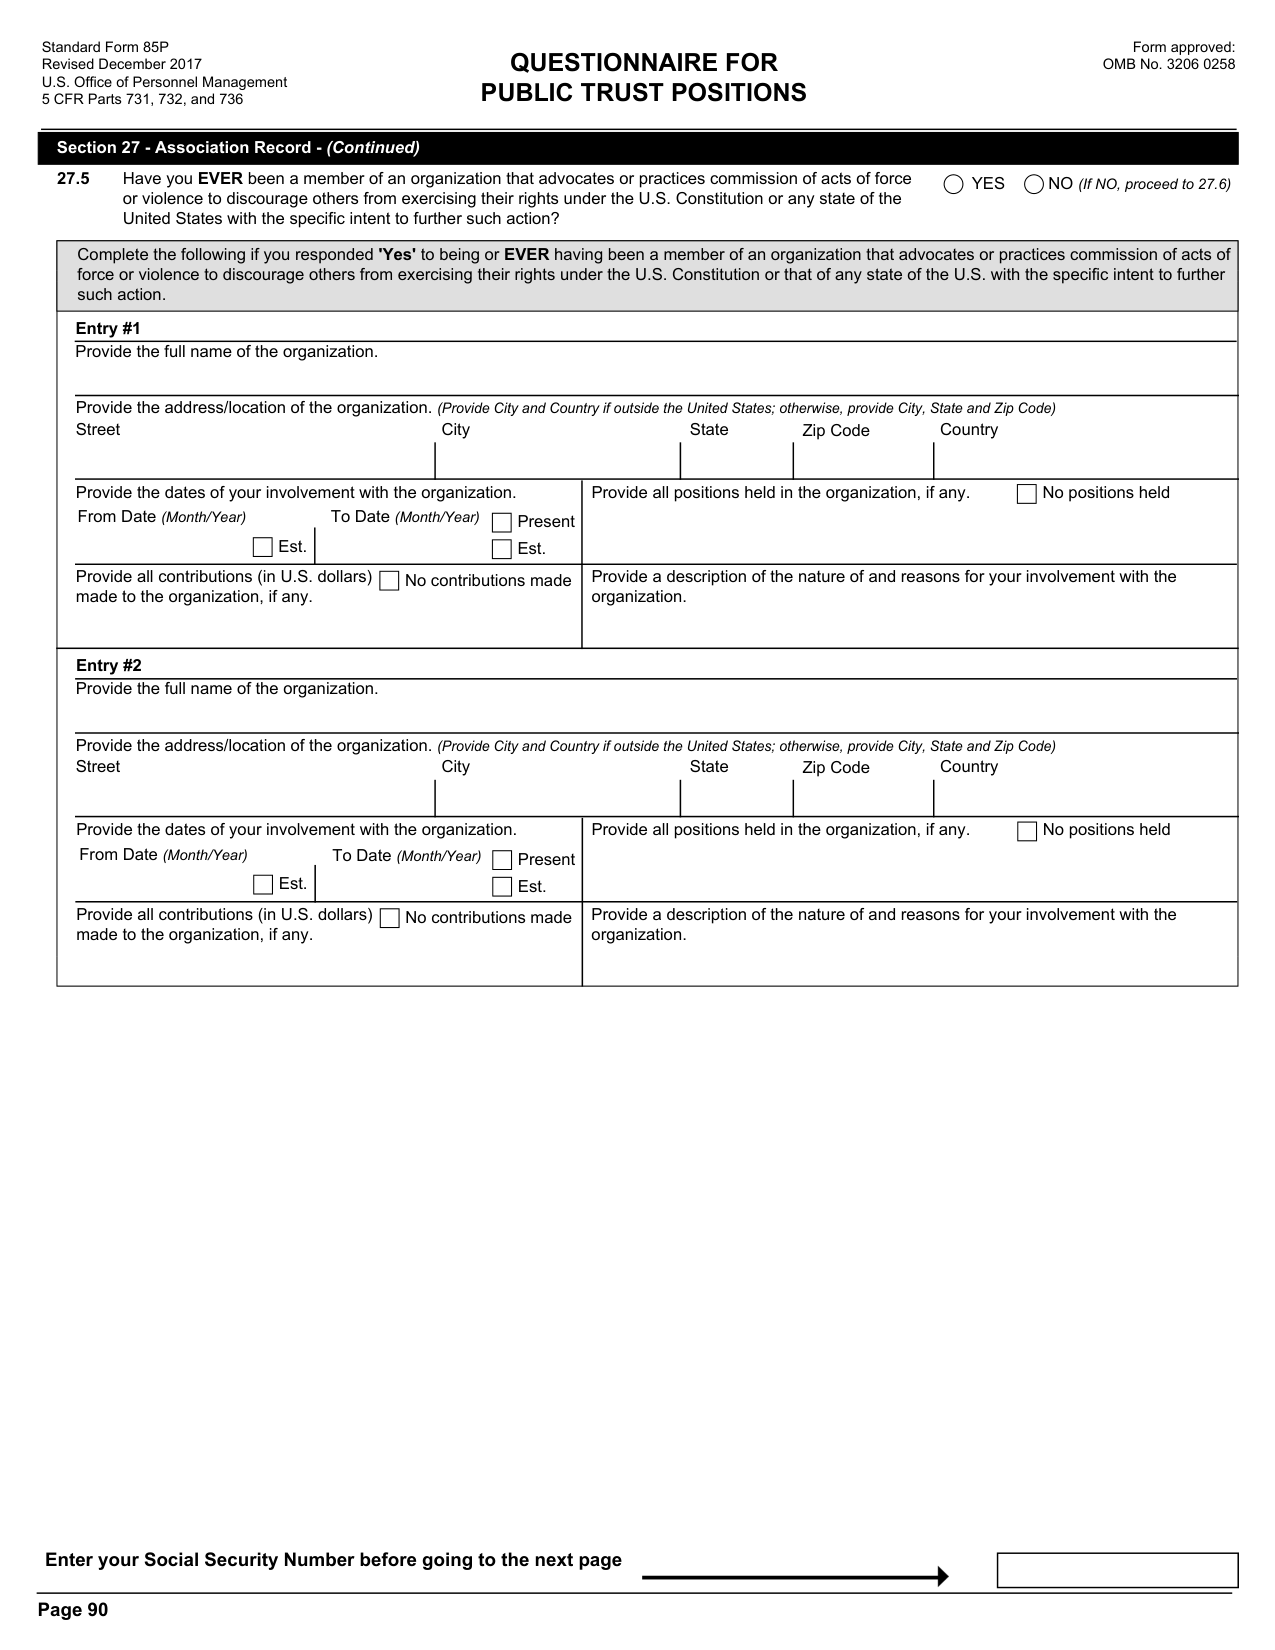 Standard Form 85P
Revised December 2017
U.S. Office of Personnel Management
5 CFR Parts 731, 732, and 736
QUESTIONNAIRE FOR
PUBLIC TRUST POSITIONS
Form approved:
OMB No. 3206 0258
Section 27 - Association Record - (Continued)
27.5 Have you EVER been a member of an organization that advocates or practices commission of acts of force
or violence to discourage others from exercising their rights under the U.S. Constitution or any state of the
United States with the specific intent to further such action?
YES NO (If NO, proceed to 27.6)
Complete the following if you responded 'Yes' to being or EVER having been a member of an organization that advocates or practices commission of acts of
force or violence to discourage others from exercising their rights under the U.S. Constitution or that of any state of the U.S. with the specific intent to further
such action.
Entry #1
Provide the full name of the organization.
Provide the address/location of the organization. (Provide City and Country if outside the United States; otherwise, provide City, State and Zip Code)
Street City State Zip Code Country
Provide the dates of your involvement with the organization.
From Date (Month/Year) To Date (Month/Year) Present
Est. Est.
Provide all positions held in the organization, if any. No positions held
Provide all contributions (in U.S. dollars) No contributions made
made to the organization, if any.
Provide a description of the nature of and reasons for your involvement with the
organization.
Entry #2
Provide the full name of the organization.
Provide the address/location of the organization. (Provide City and Country if outside the United States; otherwise, provide City, State and Zip Code)
Street City State Zip Code Country
Provide the dates of your involvement with the organization.
From Date (Month/Year) To Date (Month/Year) Present
Est. Est.
Provide all positions held in the organization, if any. No positions held
Provide all contributions (in U.S. dollars) No contributions made
made to the organization, if any.
Provide a description of the nature of and reasons for your involvement with the
organization.
Enter your Social Security Number before going to the next page
Page 90